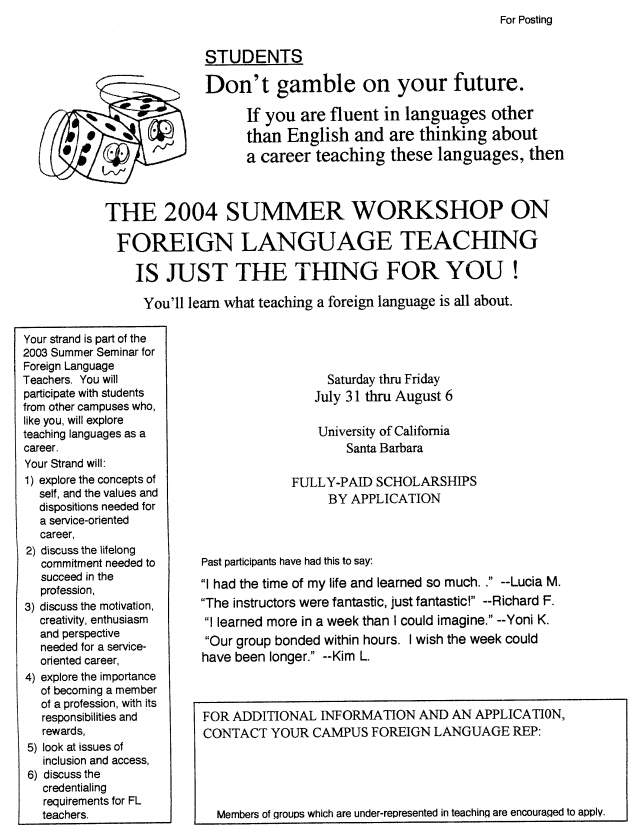 For Posting
STUDENTS
Don't gamble on your future.
If you are fluent in languages other
than English and are thinking about
a career teaching these languages, then
THE 2004 SUMMER WORKSHOP ON
FOREIGN LANGUAGE TEACHING
IS JUST THE THING FOR YOU !
You'll learn what teaching a foreign language is all about.
Your strand is part of the
2003 Summer Seminar for
Foreign Language
Teachers. You will
participate with students
from other campuses who,
like you, will explore
teaching languages as a
career.
Your Strand will:
1) explore the concepts of
self, and the values and
dispositions needed for
a service-oriented
career,
2) discuss the lifelong
commitment needed to
succeed in the
profession,
3) discuss the motivation,
creativity, enthusiasm
and perspective
needed for a service-
oriented career,
4) explore the importance
of becoming a member
of a profession, with its
responsibilities and
rewards,
5) look at issues of
inclusion and access,
6) discuss the
credentialing
requirements for FL
teachers.
Saturday thru Friday
July 31 thru August 6
University of California
Santa Barbara
FULLY-PAID SCHOLARSHIPS
BY APPLICATION
Past participants have had this to say:
"I had the time of my life and learned so much. ." --Lucia M.
"The instructors were fantastic, just fantastic!" --Richard F.
"I learned more in a week than I could imagine." --Yoni K.
"Our group bonded within hours. I wish the week could
have been longer." --Kim L.
FOR ADDITIONAL INFORMATION AND AN APPLICATI0N,
CONTACT YOUR CAMPUS FOREIGN LANGUAGE REP:
Members of groups which are under-represented in teaching are encouraged to apply.